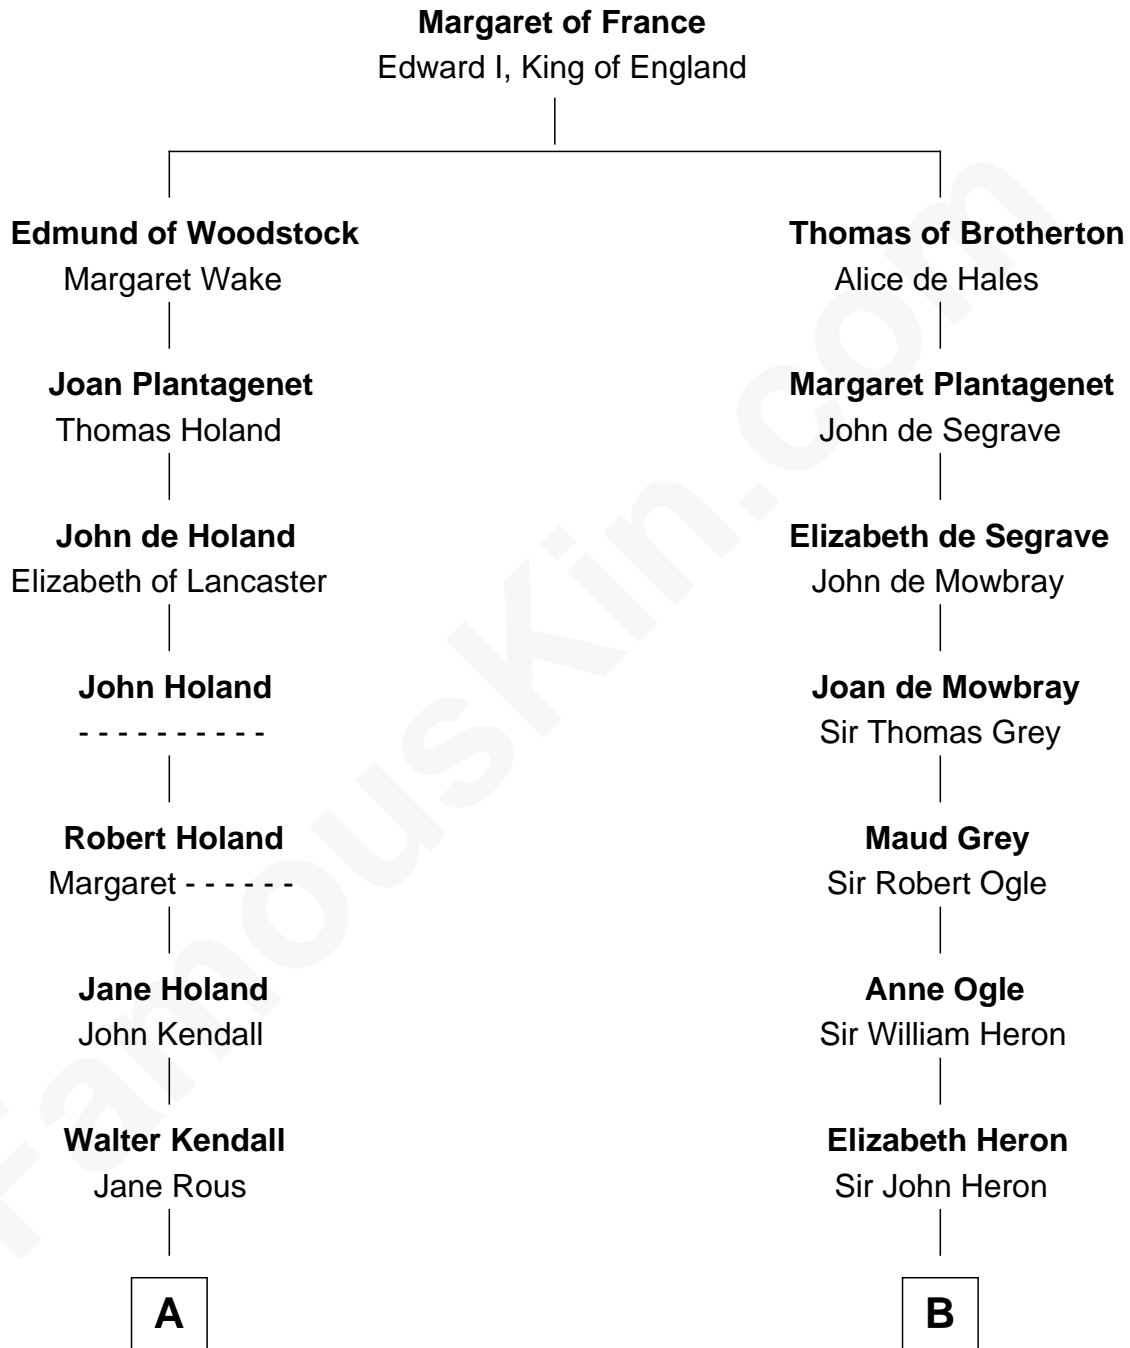 Margaret of France
Edward I, King of England
Edmund of Woodstock
Margaret Wake
Thomas of Brotherton
Alice de Hales
Joan Plantagenet
Thomas Holand
Margaret Plantagenet
John de Segrave
John de Holand
Elizabeth of Lancaster
Elizabeth de Segrave
John de Mowbray
John Holand
- - - - - - - - - -
Joan de Mowbray
Sir Thomas Grey
Robert Holand
Margaret - - - - - -
Maud Grey
Sir Robert Ogle
Jane Holand
John Kendall
Anne Ogle
Sir William Heron
Walter Kendall
Jane Rous
Elizabeth Heron
Sir John Heron
A
B
FamousKin.com